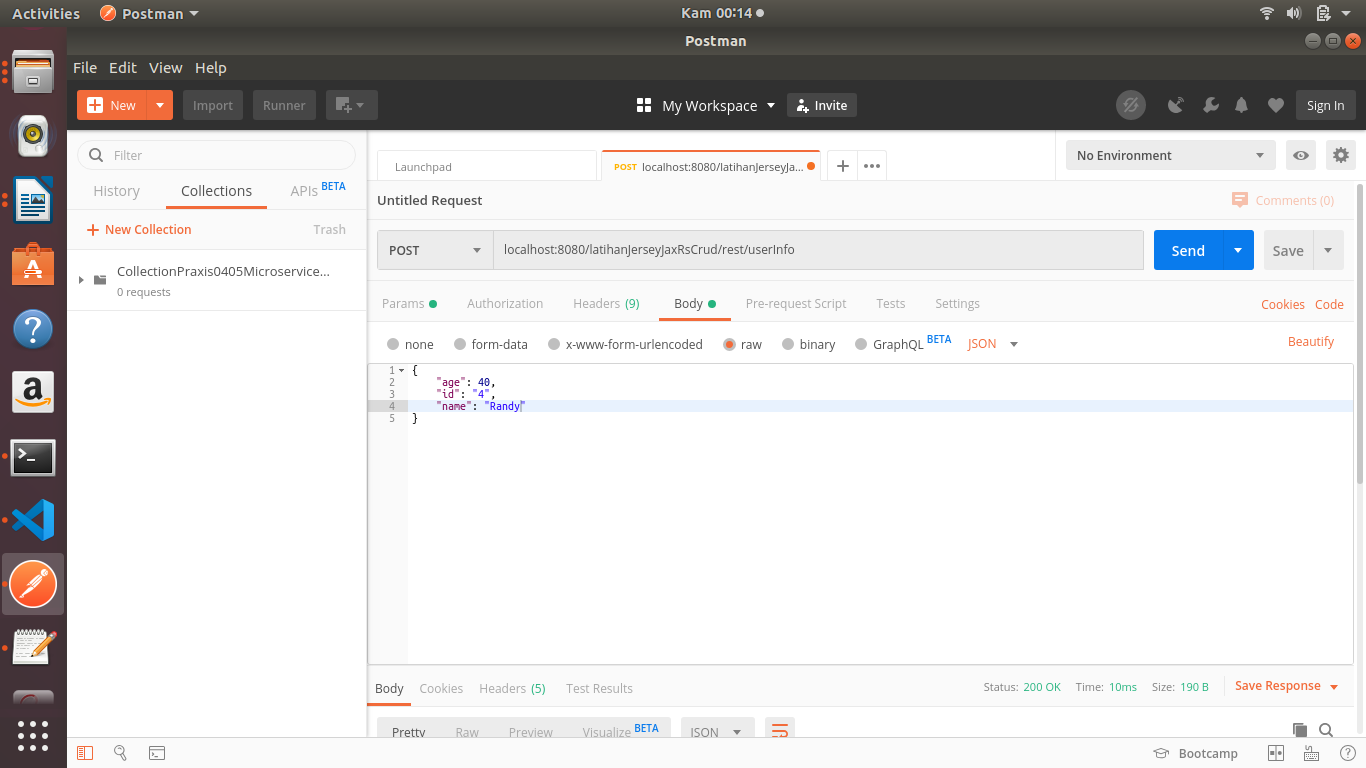 Activities Postman Kam 00:14
Postman
File Edit View Help
New Import Runner My Workspace Invite Sign In
Filter
History Collections APIs BETA
New Collection Trash
CollectionPraxis0405Microservice...
0 requests
Launchpad POST localhost:8080/latihanJerseyJa... No Environment
Untitled Request Comments (0)
POST localhost:8080/latihanJerseyJaxRsCrud/rest/userInfo Send Save
Params Authorization Headers (9) Body Pre-request Script Tests Settings Cookies Code
none form-data x-www-form-urlencoded raw binary GraphQL BETA JSON Beautify
1 {
2 "age": 40,
3 "id": "4",
4 "name": "Randy"
5 }
Body Cookies Headers (5) Test Results Status: 200 OK Time: 10ms Size: 190 B Save Response
Pretty Raw Preview Visualize BETA JSON
Bootcamp